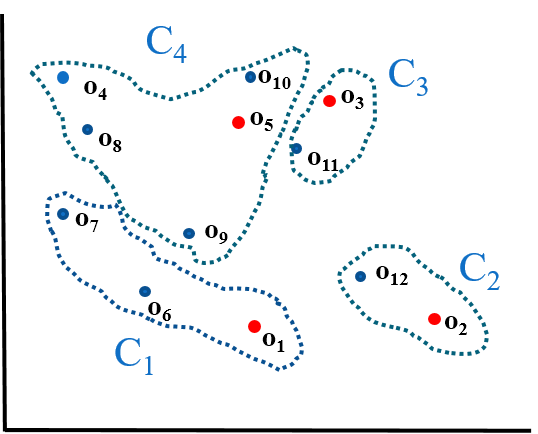 C₄
C₃
o₁₀
o₄
o₃
o₅
o₈
o₁₁
o₇
o₉
C₂
o₁₂
o₆
o₂
o₁
C₁